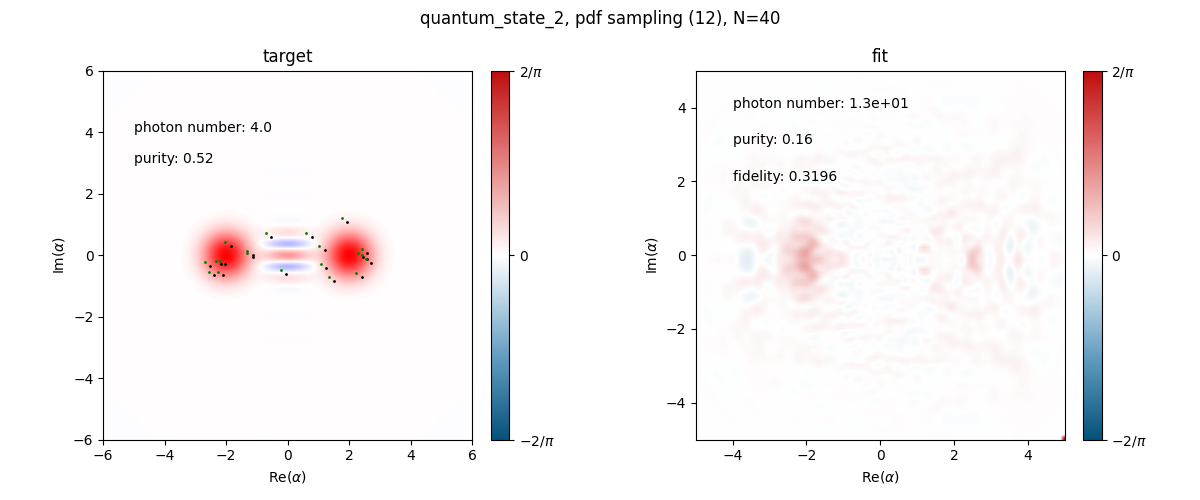 quantum_state_2, pdf sampling (12), N=40
target
6
4
2
0
−2
−4
−6
−6
−4
−2
0
2
4
6
Im(α)
Re(α)
photon number: 4.0
purity: 0.52
2/π
0
−2/π
fit
4
2
0
−2
−4
−4
−2
0
2
4
Im(α)
Re(α)
photon number: 1.3e+01
purity: 0.16
fidelity: 0.3196
2/π
0
−2/π